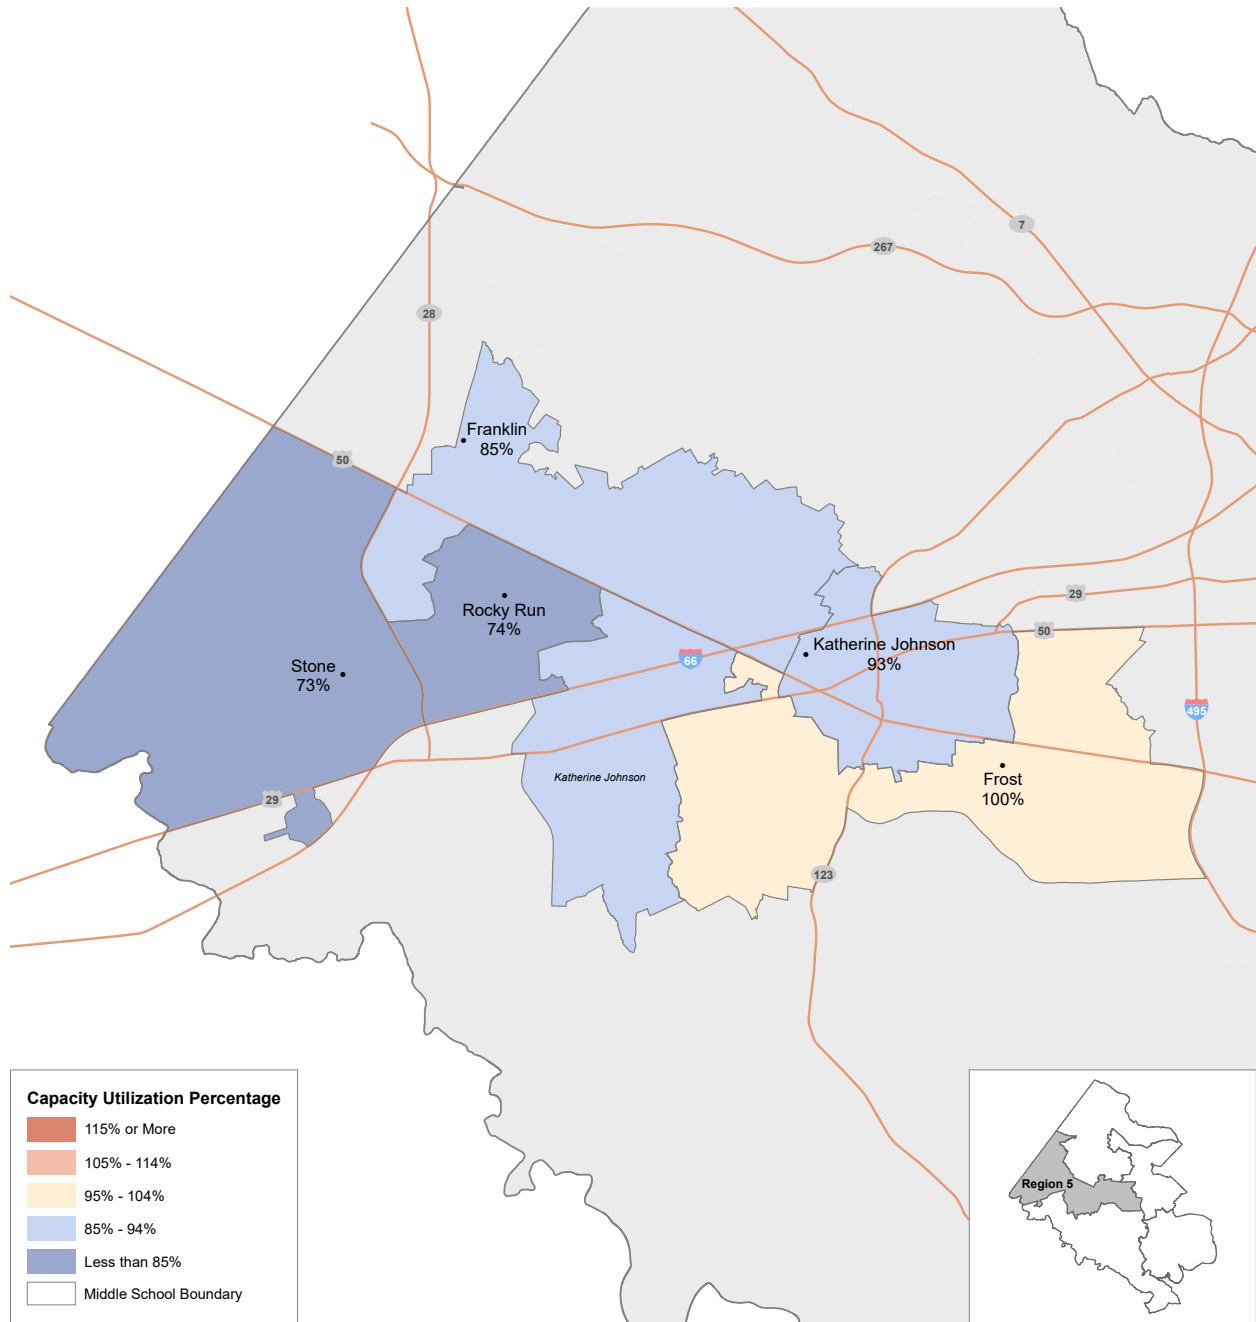 7
267
28
Franklin
85%
50
29
Rocky Run
74%
50
Katherine Johnson
93%
66
Stone
73%
495
Katherine Johnson
Frost
100%
29
123
Capacity Utilization Percentage
115% or More
105% - 114%
95% - 104%
85% - 94%
Less than 85%
Middle School Boundary
Region 5